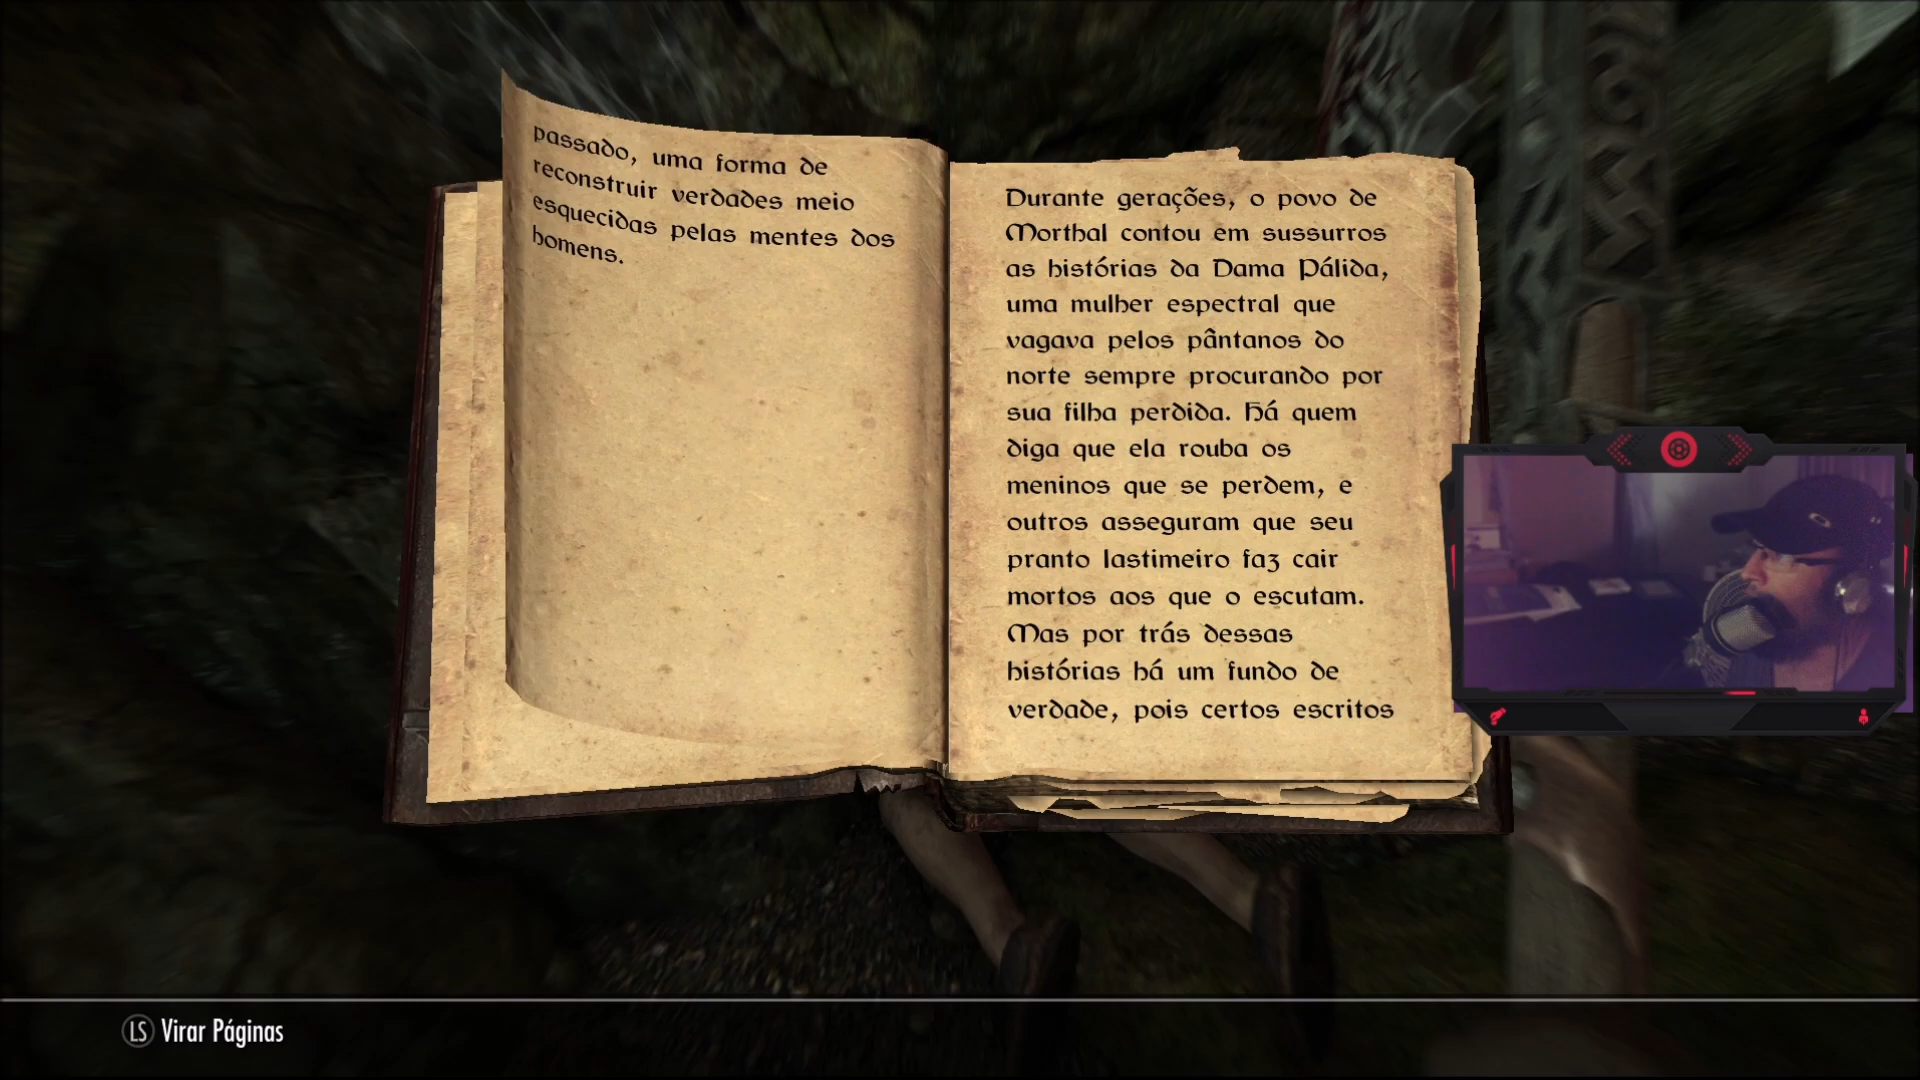 passado, uma forma de
reconstruir verdades meio
esquecidas pelas mentes dos
homens.
Durante gerações, o povo de
Morthal contou em sussurros
as histórias da Dama Pálida,
uma mulher espectral que
vagava pelos pântanos do
norte sempre procurando por
sua filha perdida. Há quem
diga que ela rouba os
meninos que se perdem, e
outros asseguram que seu
pranto lastimeiro faz cair
mortos aos que o escutam.
Mas por trás dessas
histórias há um fundo de
verdade, pois certos escritos
LS Virar Páginas